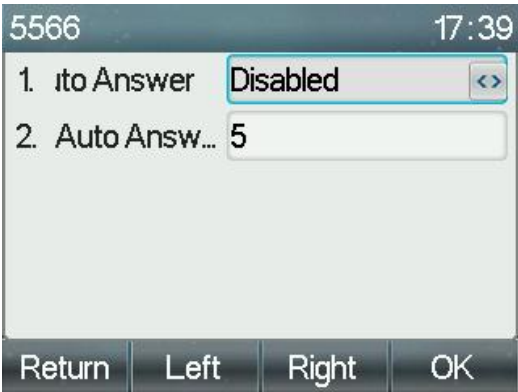 5566 17:39
1. ıto Answer Disabled <>
2. Auto Answ... 5
Return Left Right OK